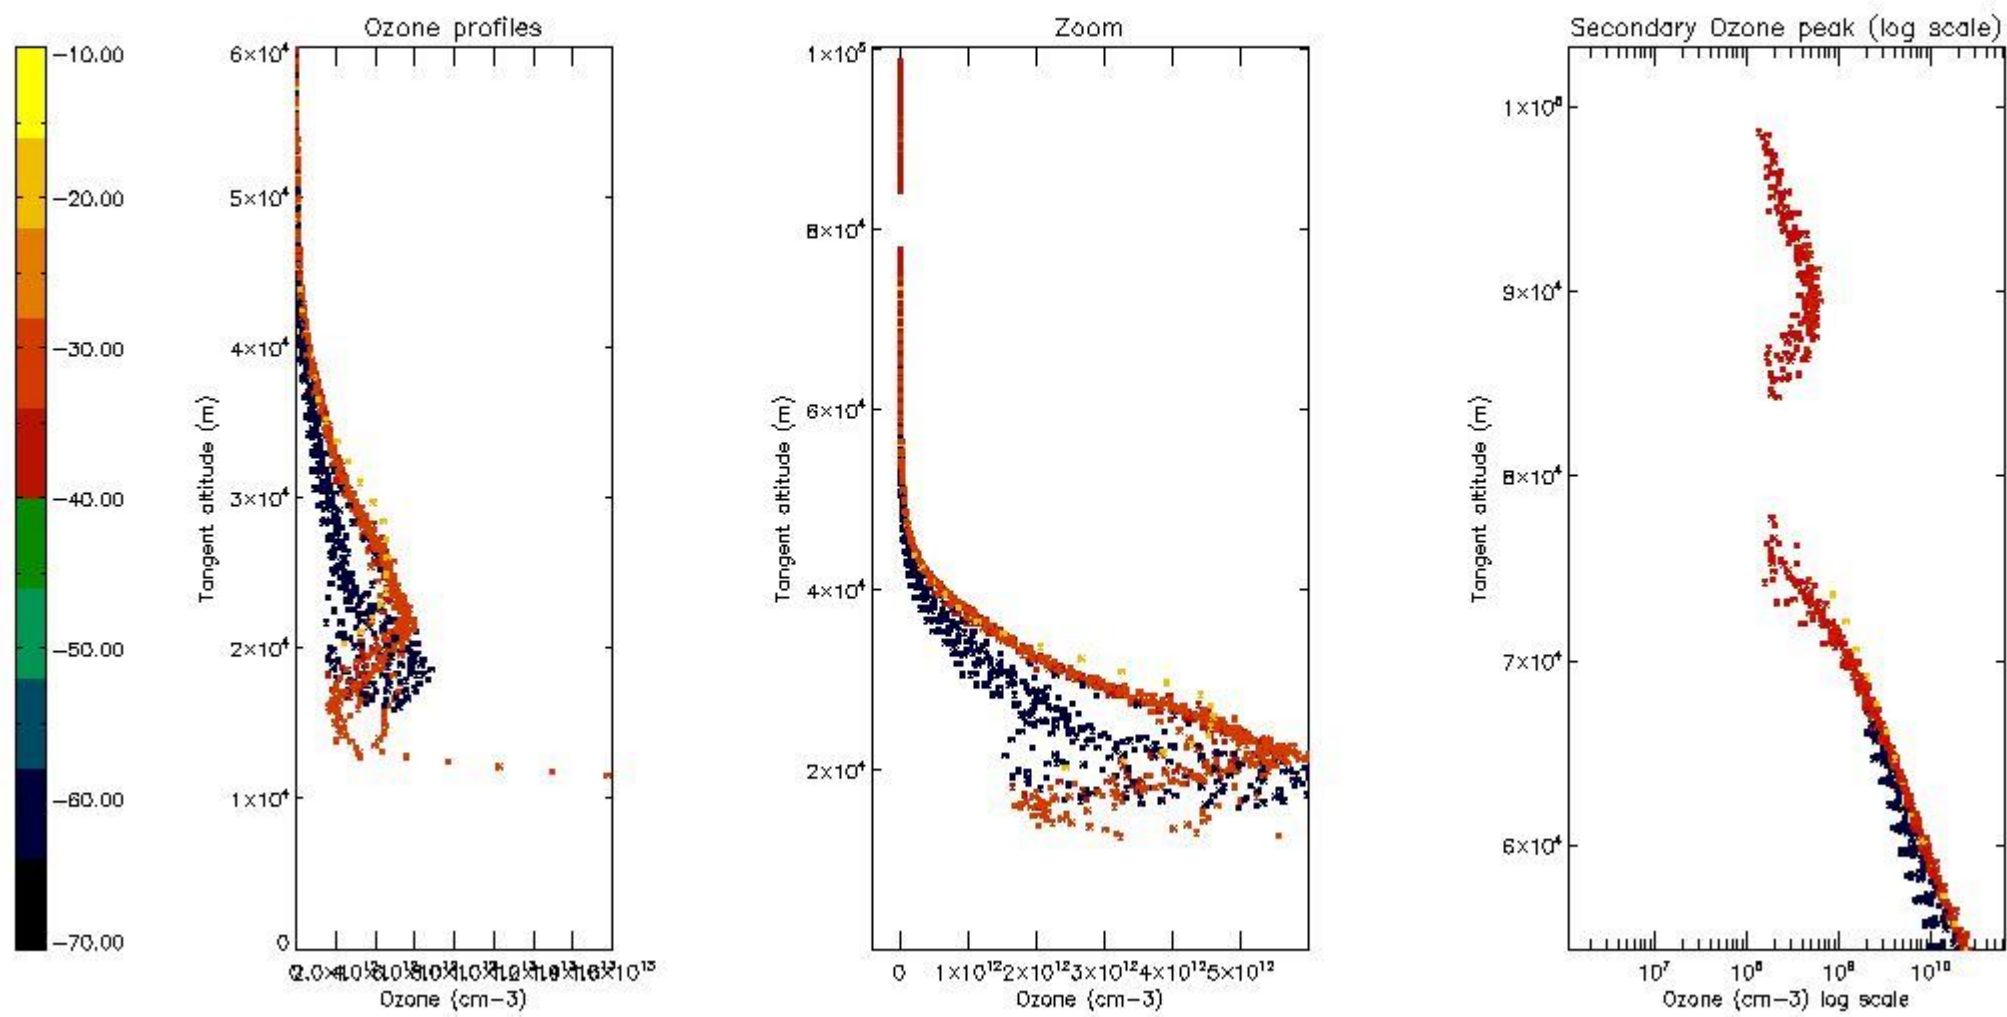 Ozone profiles
Zoom
Secondary Ozone peak (log scale)
−10.00
−20.00
−30.00
−40.00
−50.00
−60.00
−70.00
6×10⁴
5×10⁴
4×10⁴
3×10⁴
2×10⁴
1×10⁴
0
Tangent altitude (m)
Ozone (cm−3)
1×10⁵
8×10⁴
6×10⁴
4×10⁴
2×10⁴
Tangent altitude (m)
0 1×10¹² 2×10¹² 3×10¹² 4×10¹² 5×10¹²
Ozone (cm−3)
9×10⁴
8×10⁴
7×10⁴
6×10⁴
Tangent altitude (m)
10⁷ 10⁸ 10⁹ 10¹⁰
Ozone (cm−3) log scale